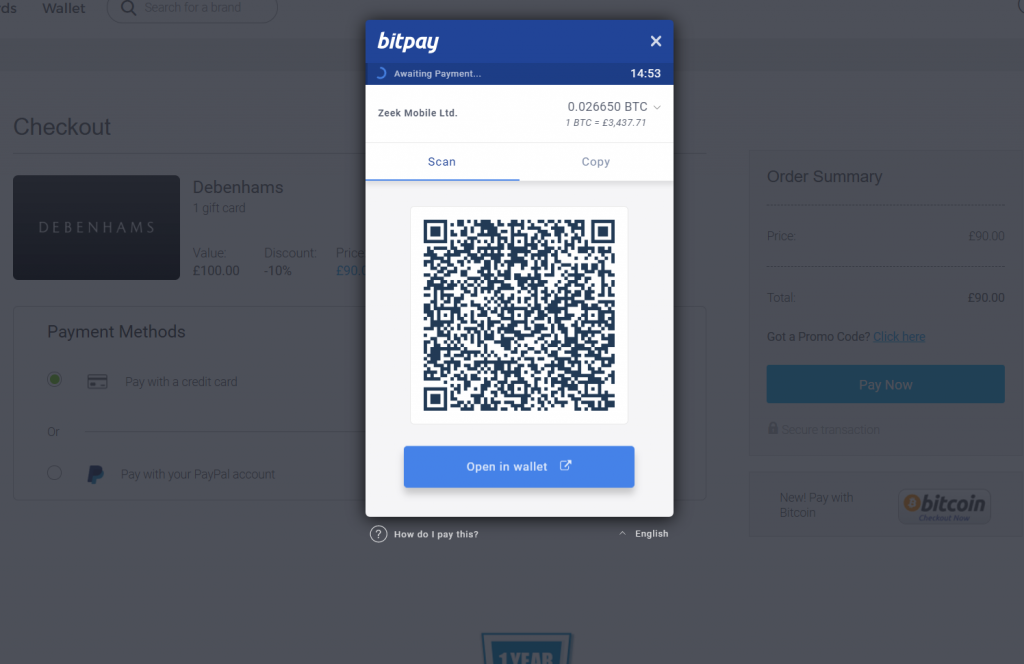 ds Wallet Search for a brand
bitpay
Awaiting Payment... 14:53
Zeek Mobile Ltd.
0.026650 BTC
1 BTC = £3,437.71
Scan Copy
Open in wallet
? How do I pay this? English
Checkout
DEBENHAMS
Debenhams
1 gift card
Value: Discount: Price
£100.00 -10% £90.0
Payment Methods
Pay with a credit card
Or
Pay with your PayPal account
Order Summary
Price: £90.00
Total: £90.00
Got a Promo Code? Click here
Pay Now
Secure transaction
New! Pay with
Bitcoin
bitcoin
Checkout Now
1 YEAR